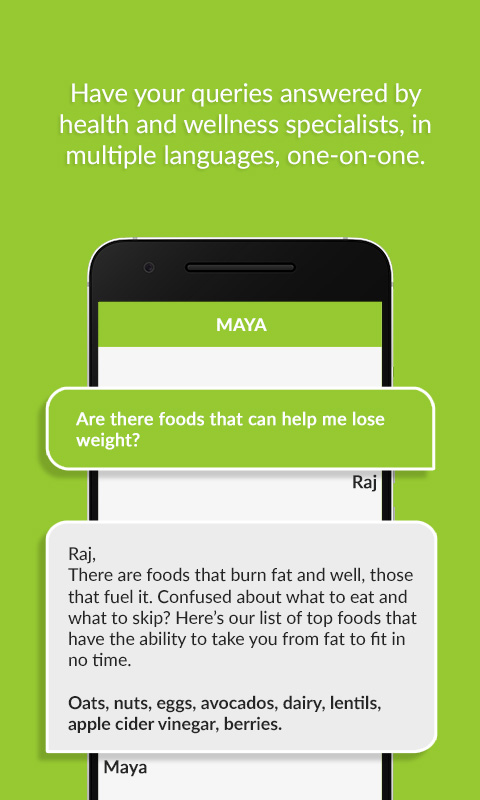 Have your queries answered by
health and wellness specialists, in
multiple languages, one-on-one.
MAYA
Are there foods that can help me lose
weight?
Raj
Raj,
There are foods that burn fat and well, those
that fuel it. Confused about what to eat and
what to skip? Here's our list of top foods that
have the ability to take you from fat to fit in
no time.
Oats, nuts, eggs, avocados, dairy, lentils,
apple cider vinegar, berries.
Maya